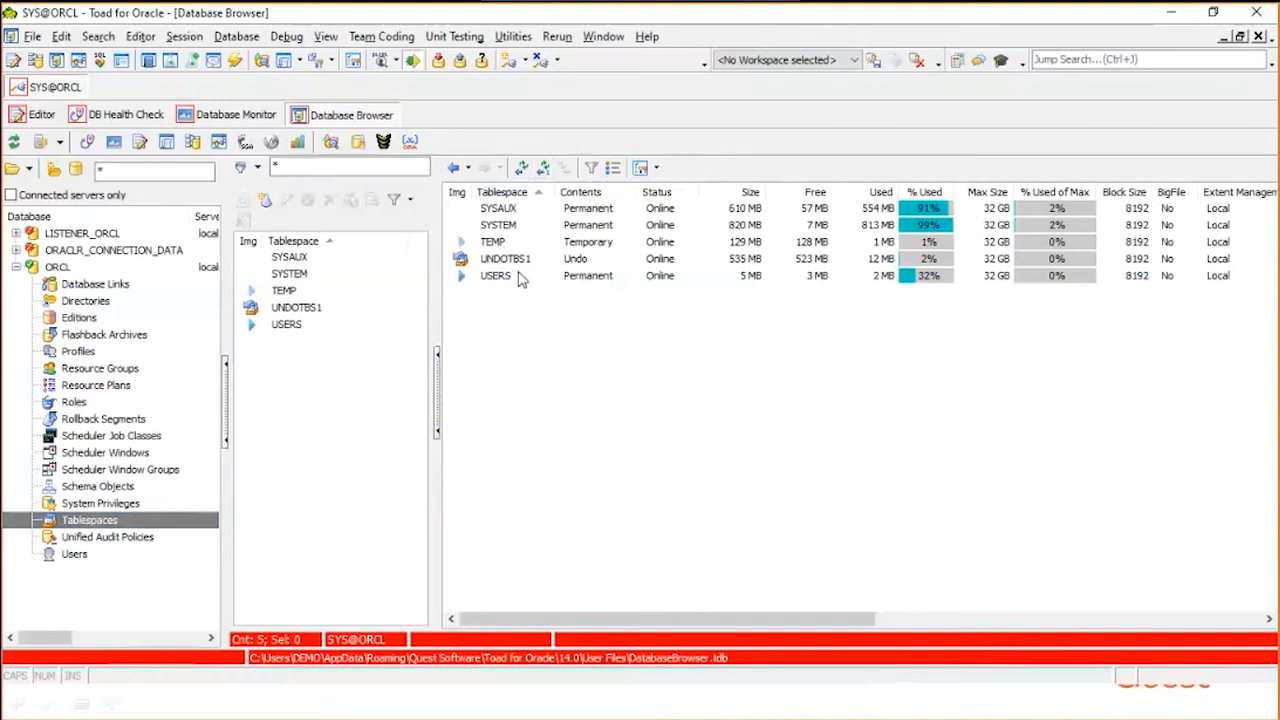 SYS@ORCL - Toad for Oracle - [Database Browser]
File Edit Search Editor Session Database Debug View Team Coding Unit Testing Utilities Rerun Window Help
<No Workspace selected> Jump Search...(Ctrl+J)
SYS@ORCL
Editor DB Health Check Database Monitor Database Browser
* *
Connected servers only
Database Serve
LISTENER_ORCL local
ORACLR_CONNECTION_DATA local
ORCL local
Database Links
Directories
Editions
Flashback Archives
Profiles
Resource Groups
Resource Plans
Roles
Rollback Segments
Scheduler Job Classes
Scheduler Windows
Scheduler Window Groups
Schema Objects
System Privileges
Tablespaces
Unified Audit Policies
Users
Img Tablespace
SYSAUX
SYSTEM
TEMP
UNDOTBS1
USERS
Img Tablespace Contents Status Size Free Used % Used Max Size % Used of Max Block Size BigFile Extent Managem
SYSAUX Permanent Online 610 MB 57 MB 554 MB 91% 32 GB 2% 8192 No Local
SYSTEM Permanent Online 820 MB 7 MB 813 MB 99% 32 GB 2% 8192 No Local
TEMP Temporary Online 129 MB 128 MB 1 MB 1% 32 GB 0% 8192 No Local
UNDOTBS1 Undo Online 535 MB 523 MB 12 MB 2% 32 GB 0% 8192 No Local
USERS Permanent Online 5 MB 3 MB 2 MB 32% 32 GB 0% 8192 No Local
Cnt: 5; Sel: 0 SYS@ORCL
C:\Users\DEMO\AppData\Roaming\Quest Software\Toad for Oracle\14.0\User Files\DatabaseBrowser.tdb
CAPS NUM INS